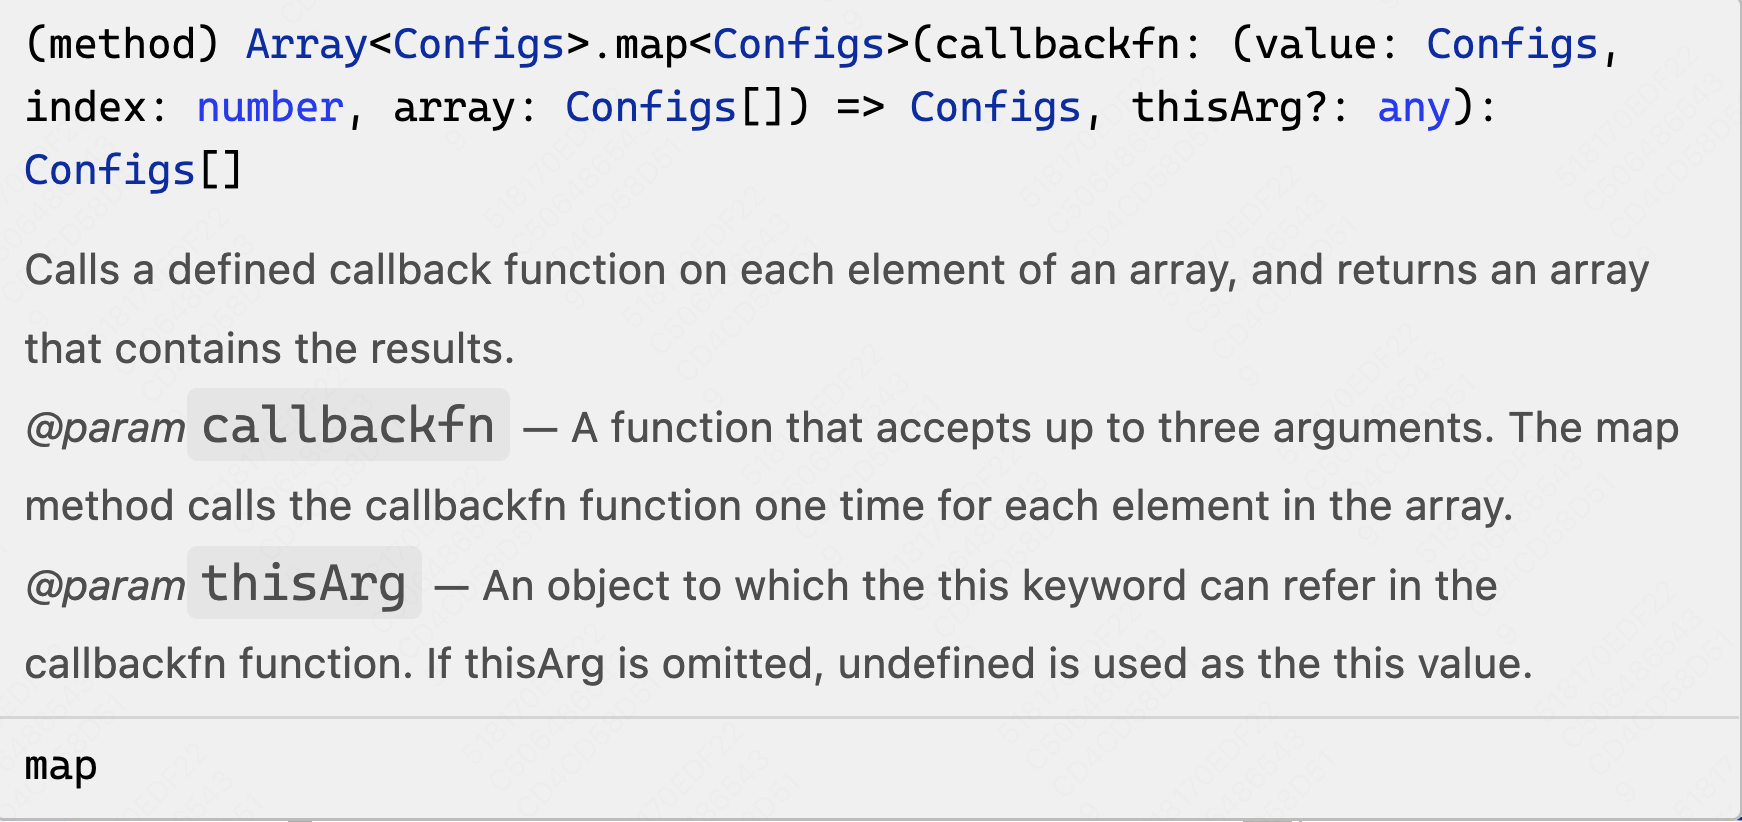 (method) Array<Configs>.map<Configs>(callbackfn: (value: Configs,
index: number, array: Configs[]) => Configs, thisArg?: any):
Configs[]
Calls a defined callback function on each element of an array, and returns an array
that contains the results.
@param callbackfn — A function that accepts up to three arguments. The map
method calls the callbackfn function one time for each element in the array.
@param thisArg — An object to which the this keyword can refer in the
callbackfn function. If thisArg is omitted, undefined is used as the this value.
map